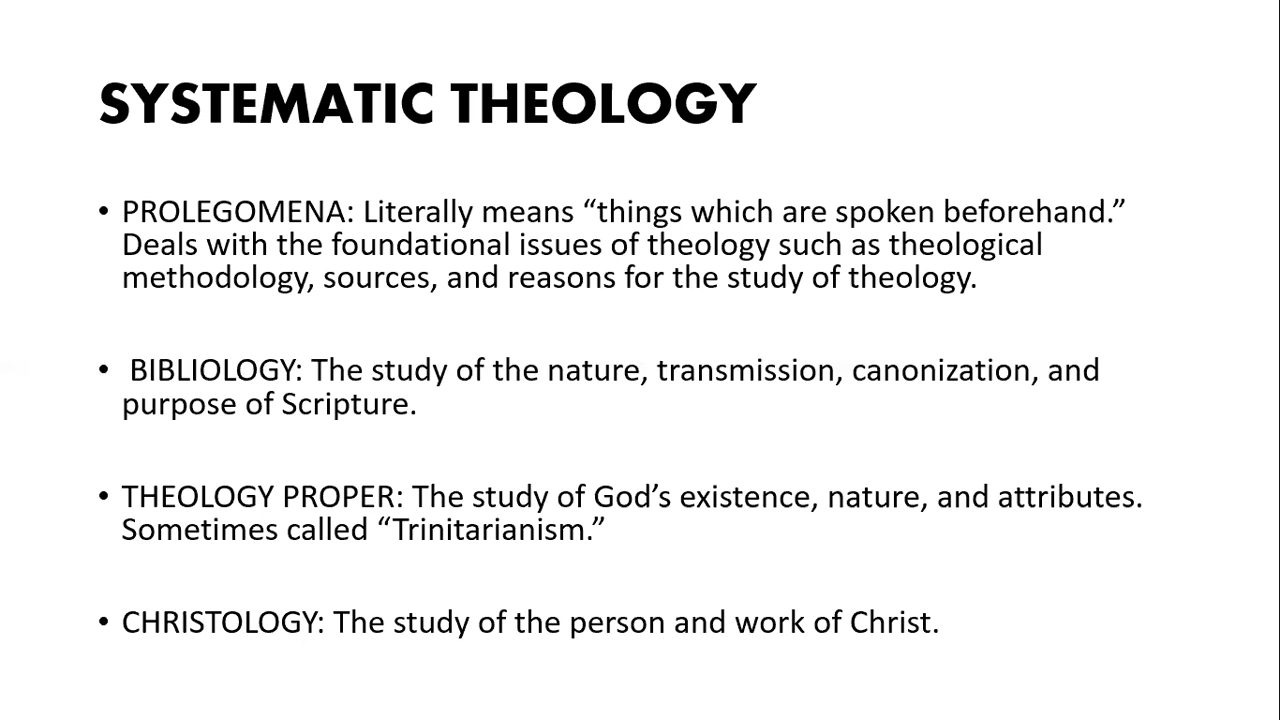 SYSTEMATIC THEOLOGY
• PROLEGOMENA: Literally means “things which are spoken beforehand.”
Deals with the foundational issues of theology such as theological
methodology, sources, and reasons for the study of theology.
• BIBLIOLOGY: The study of the nature, transmission, canonization, and
purpose of Scripture.
• THEOLOGY PROPER: The study of God’s existence, nature, and attributes.
Sometimes called “Trinitarianism.”
• CHRISTOLOGY: The study of the person and work of Christ.